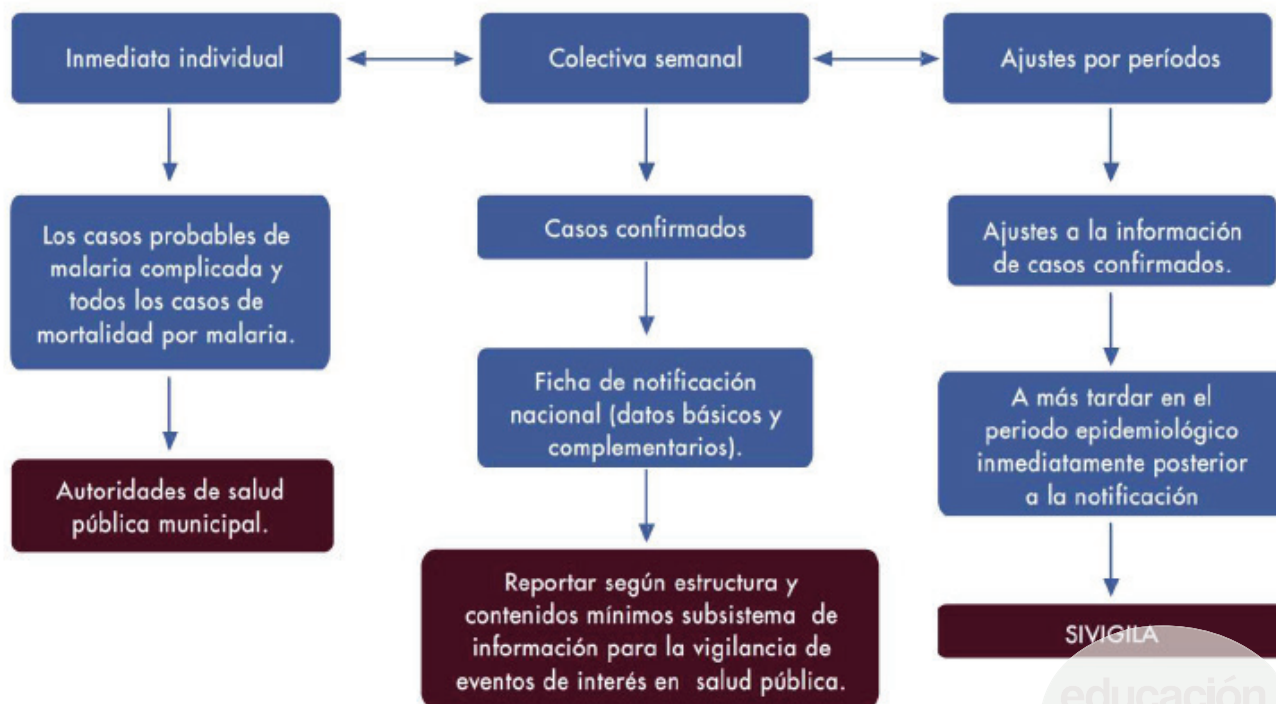 Inmediata individual
Colectiva semanal
Ajustes por períodos
Los casos probables de
malaria complicada y
todos los casos de
mortalidad por malaria.
Casos confirmados
Ajustes a la información
de casos confirmados.
Ficha de notificación
nacional (datos básicos y
complementarios).
A más tardar en el
periodo epidemiológico
inmediatamente posterior
a la notificación
Autoridades de salud
pública municipal.
Reportar según estructura y
contenidos mínimos subsistema de
información para la vigilancia de
eventos de interés en salud pública.
SIVIGILA
educación